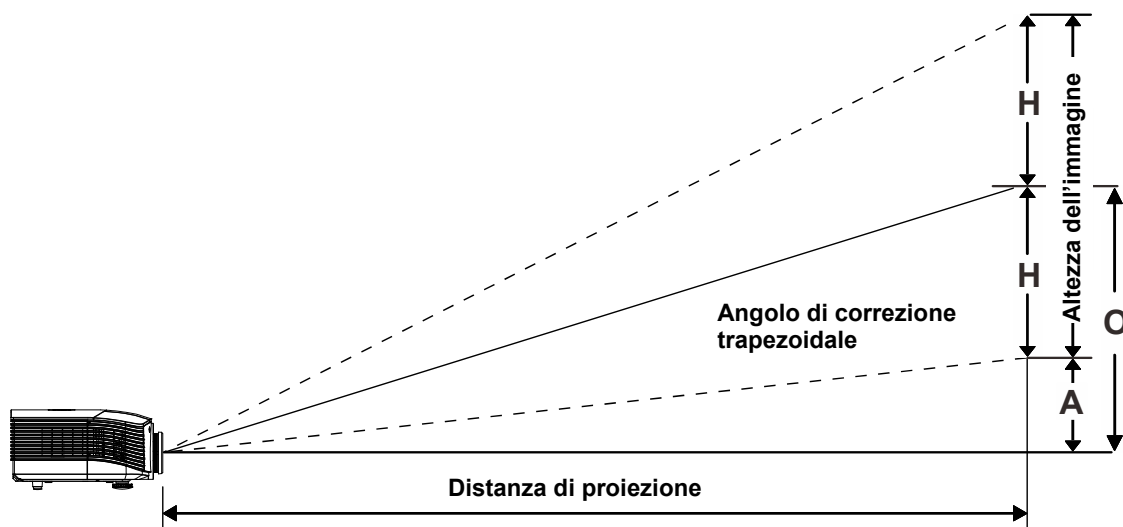 H
Altezza dell'immagine
H
O
Angolo di correzione
trapezoidale
A
Distanza di proiezione